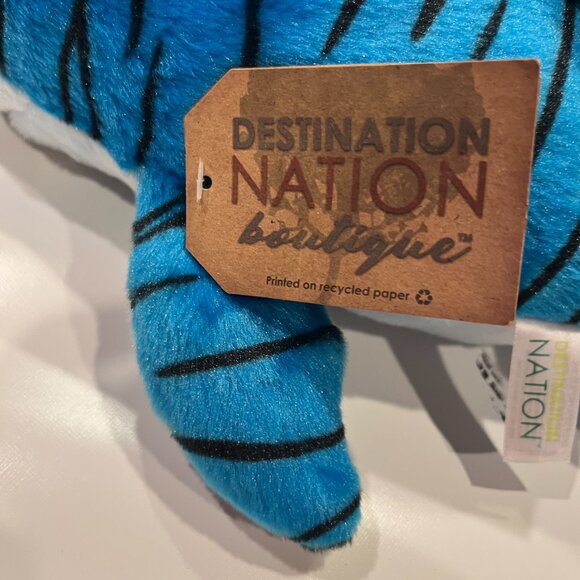 DESTINATION
NATION
boutique™
Printed on recycled paper
DESTINATION
NATION